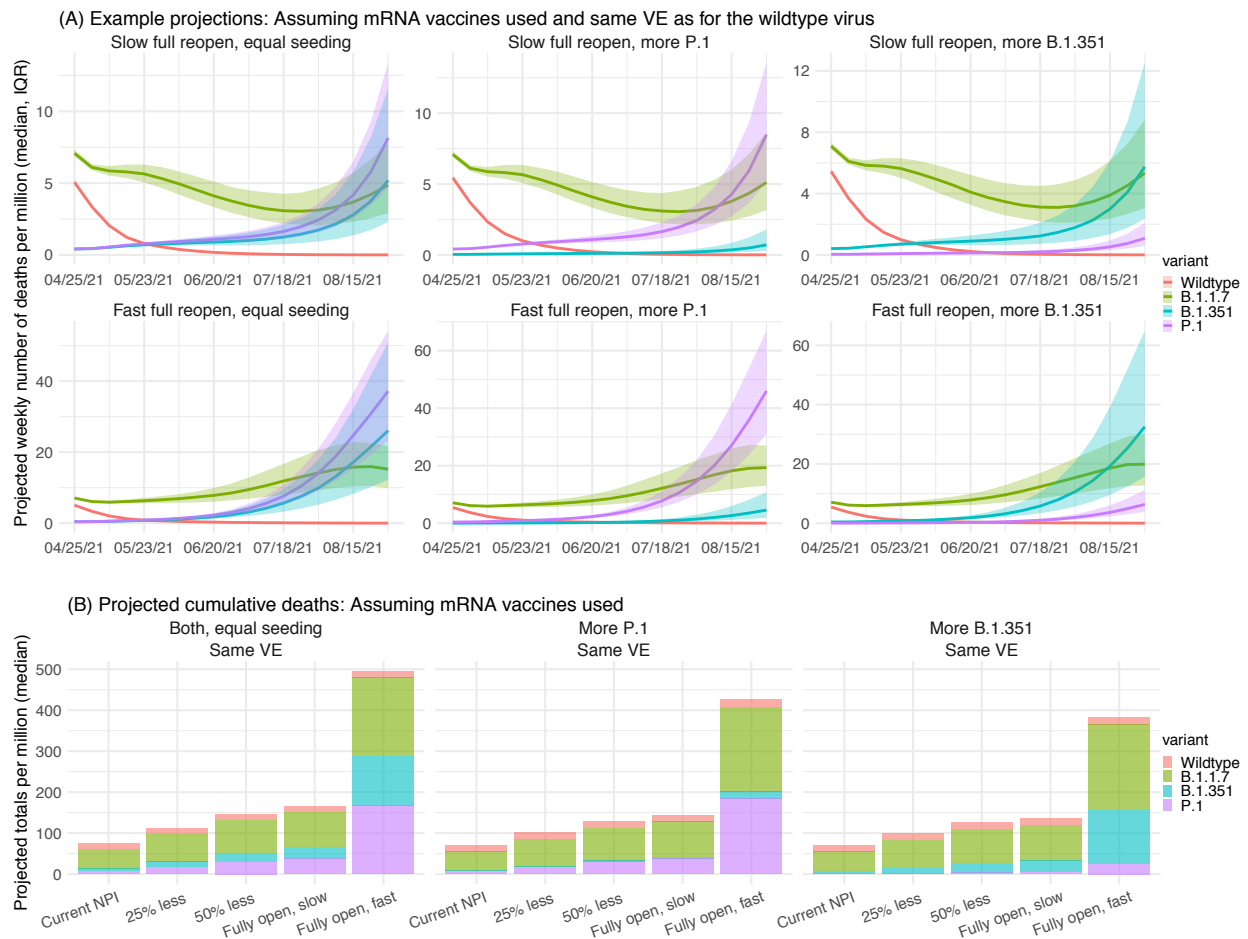 (A) Example projections: Assuming mRNA vaccines used and same VE as for the wildtype virus
Slow full reopen, equal seeding
Slow full reopen, more P.1
Slow full reopen, more B.1.351
Projected weekly number of deaths per million (median, IQR)
10
5
0
04/25/21 05/23/21 06/20/21 07/18/21 08/15/21
10
5
0
04/25/21 05/23/21 06/20/21 07/18/21 08/15/21
12
8
4
0
04/25/21 05/23/21 06/20/21 07/18/21 08/15/21
Fast full reopen, equal seeding
Fast full reopen, more P.1
Fast full reopen, more B.1.351
40
20
0
04/25/21 05/23/21 06/20/21 07/18/21 08/15/21
60
40
20
0
04/25/21 05/23/21 06/20/21 07/18/21 08/15/21
60
40
20
0
04/25/21 05/23/21 06/20/21 07/18/21 08/15/21
variant
Wildtype
B.1.1.7
B.1.351
P.1
(B) Projected cumulative deaths: Assuming mRNA vaccines used
Both, equal seeding
Same VE
More P.1
Same VE
More B.1.351
Same VE
Projected totals per million (median)
500
400
300
200
100
0
Current NPI
25% less
50% less
Fully open, slow
Fully open, fast
Current NPI
25% less
50% less
Fully open, slow
Fully open, fast
Current NPI
25% less
50% less
Fully open, slow
Fully open, fast
variant
Wildtype
B.1.1.7
B.1.351
P.1